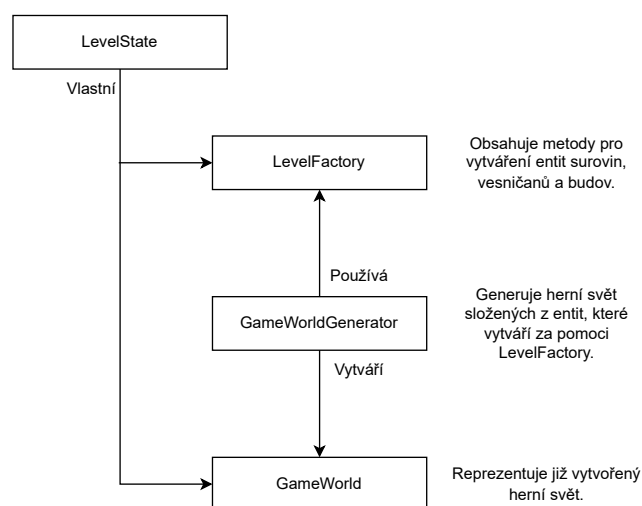 LevelState
Vlastní
LevelFactory
Obsahuje metody pro
vytváření entit surovin,
vesničanů a budov.
Používá
GameWorldGenerator
Generuje herní svět
složených z entit, které
vytváří za pomoci
LevelFactory.
Vytváří
GameWorld
Reprezentuje již vytvořený
herní svět.